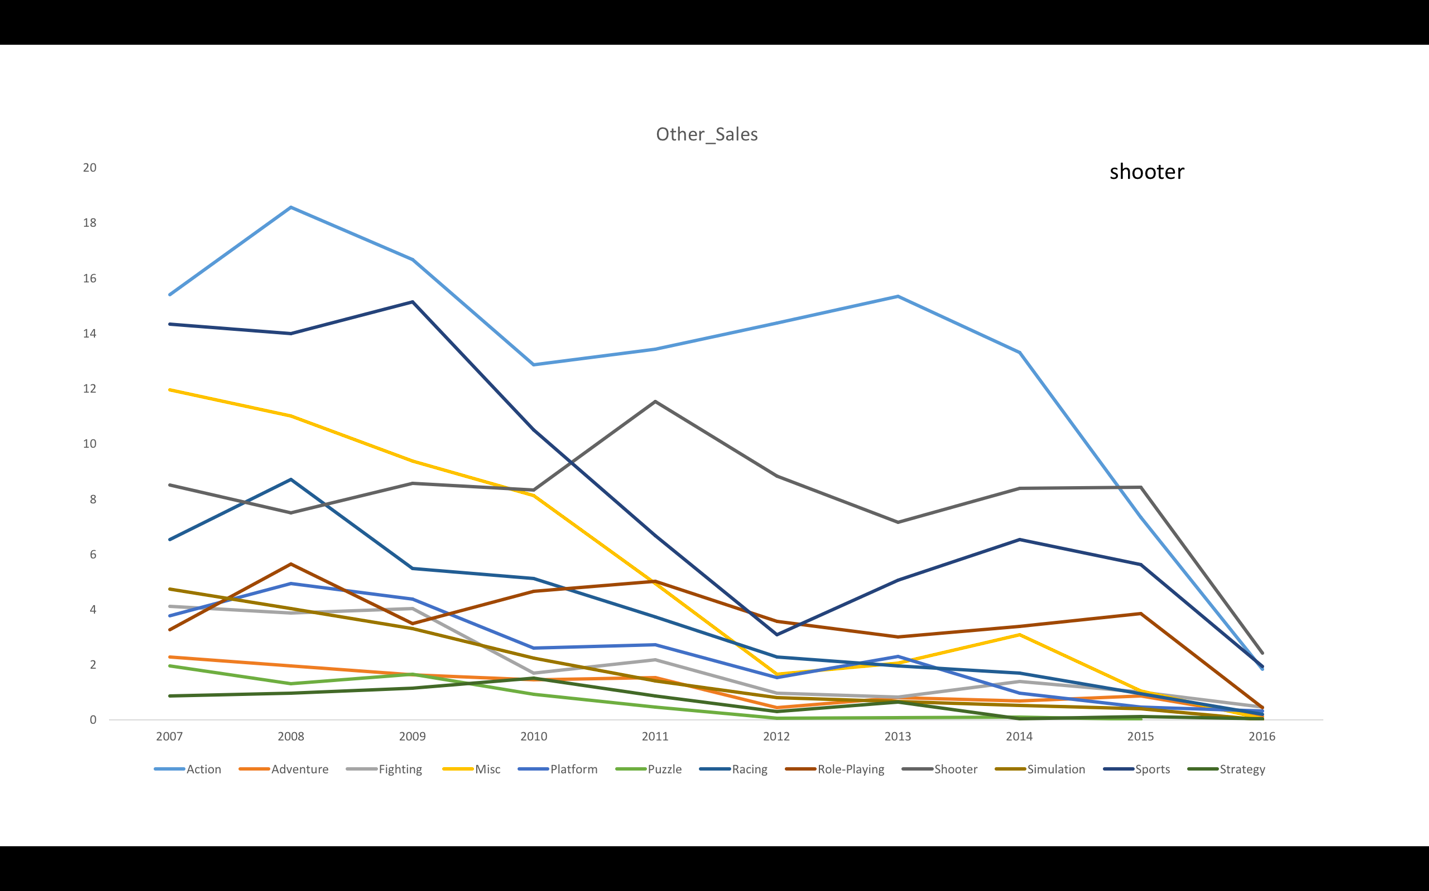 Other_Sales
shooter
20
18
16
14
12
10
8
6
4
2
0
2007 2008 2009 2010 2011 2012 2013 2014 2015 2016
Action Adventure Fighting Misc Platform Puzzle Racing Role-Playing Shooter Simulation Sports Strategy